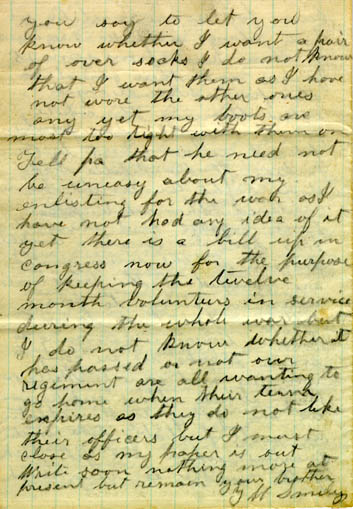 you say to let you
know whether I want a pair
of over socks I do not know
that I want them as I have
not wore the other ones
any yet my boots are
most too tight with them on
Tell pa that he need not
be uneasy about my
enlisting for the war as I
have not had any idea of it
yet there is a bill up in
congress now for the purpose
of keeping the twelve
month volunteers in service
during the whole war but
I do not know whether it
has passed or not our
regiment are all wanting to
go home when their term
expires as they do not like
their officers but I must
close as my paper is out
Write soon nothing more at
present but remain your brother